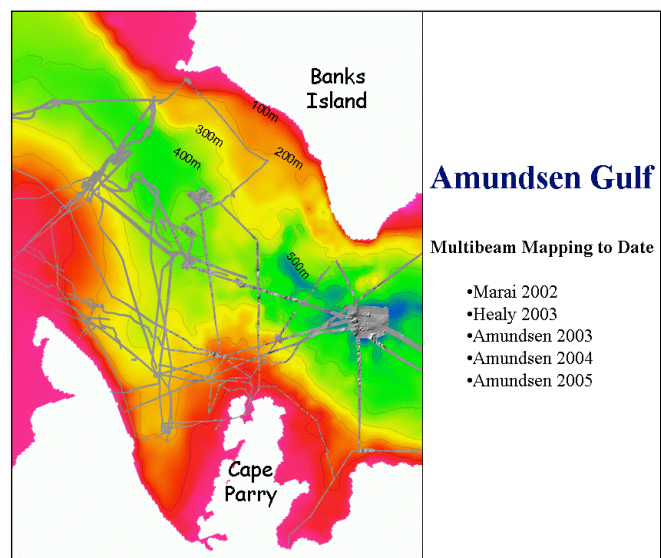 Banks
Island
100m
300m
200m
400m
500m
Cape
Parry
Amundsen Gulf
Multibeam Mapping to Date
•Marai 2002
•Healy 2003
•Amundsen 2003
•Amundsen 2004
•Amundsen 2005